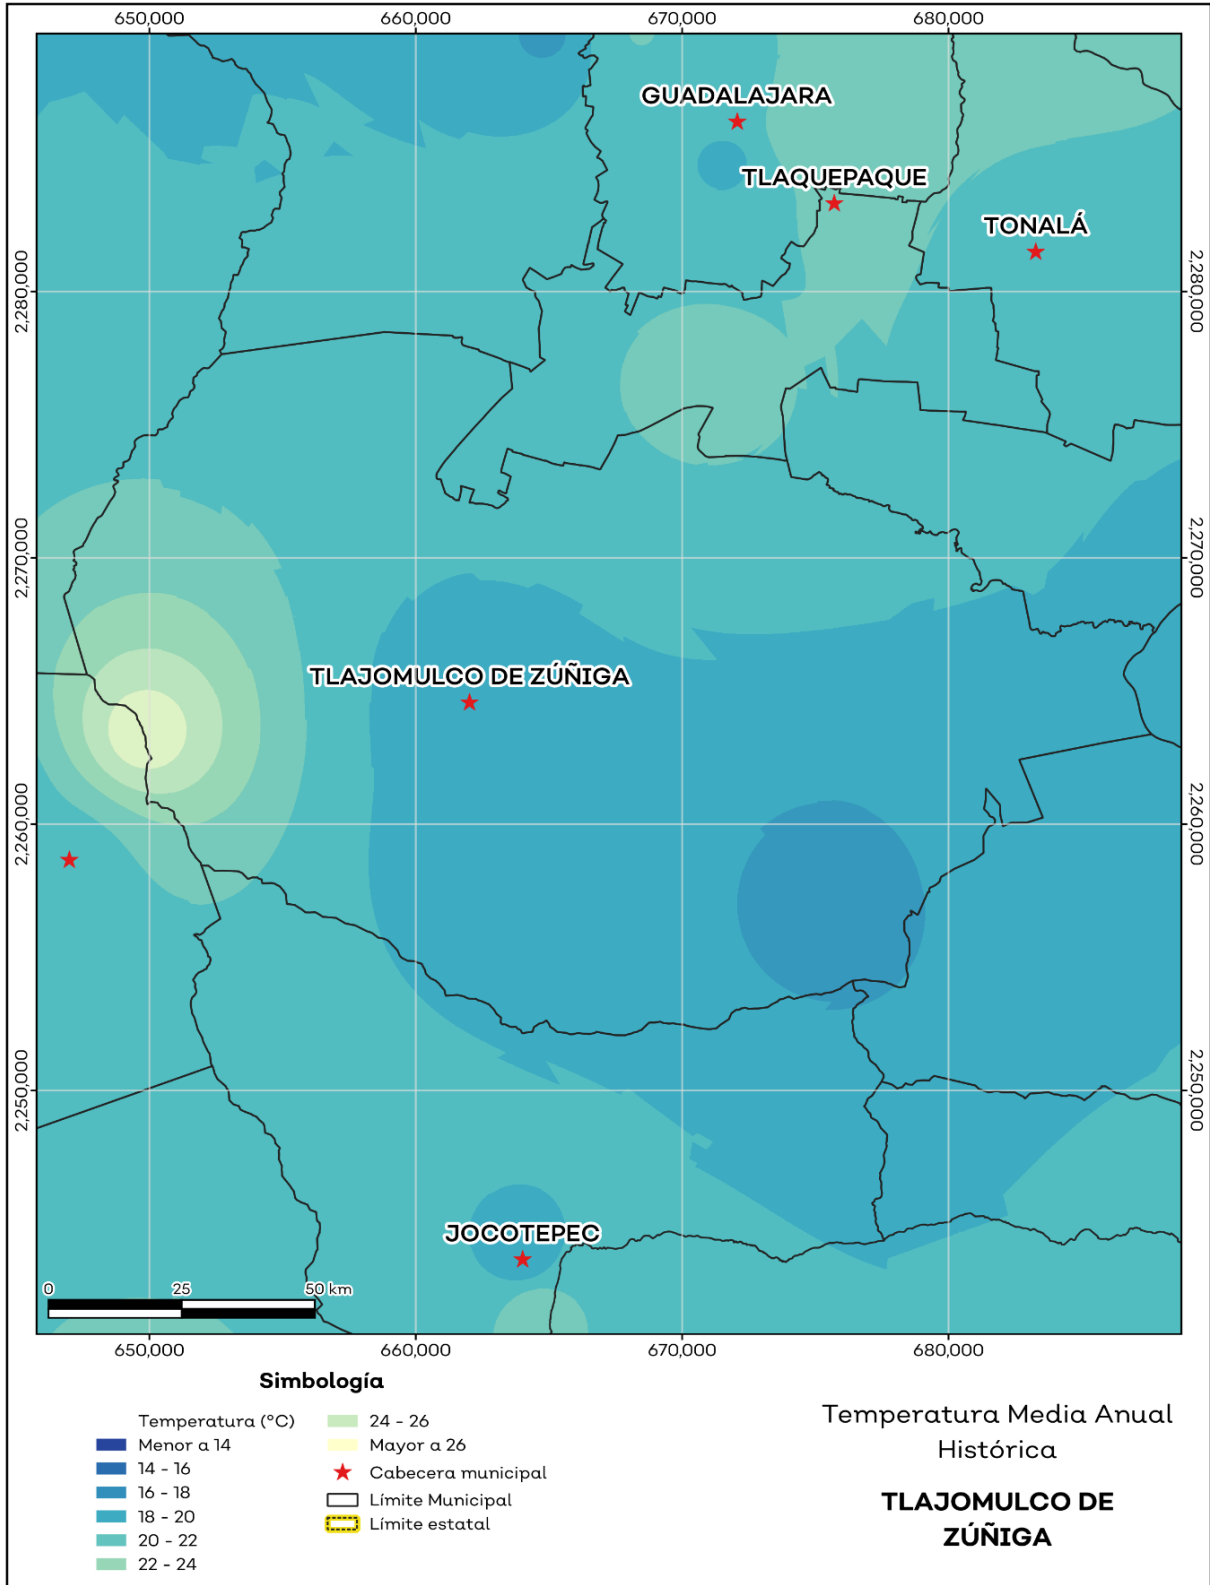 650,000 660,000 670,000 680,000
GUADALAJARA
TLAQUEPAQUE
TONALÁ
2,280,000 2,280,000
2,270,000 2,270,000
TLAJOMULCO DE ZÚÑIGA
2,260,000 2,260,000
2,250,000 2,250,000
JOCOTEPEC
0 25 50 km
650,000 660,000 670,000 680,000
Simbología
Temperatura (°C)
Menor a 14
14 - 16
16 - 18
18 - 20
20 - 22
22 - 24
24 - 26
Mayor a 26
Cabecera municipal
Límite Municipal
Límite estatal
Temperatura Media Anual
Histórica
TLAJOMULCO DE
ZÚÑIGA